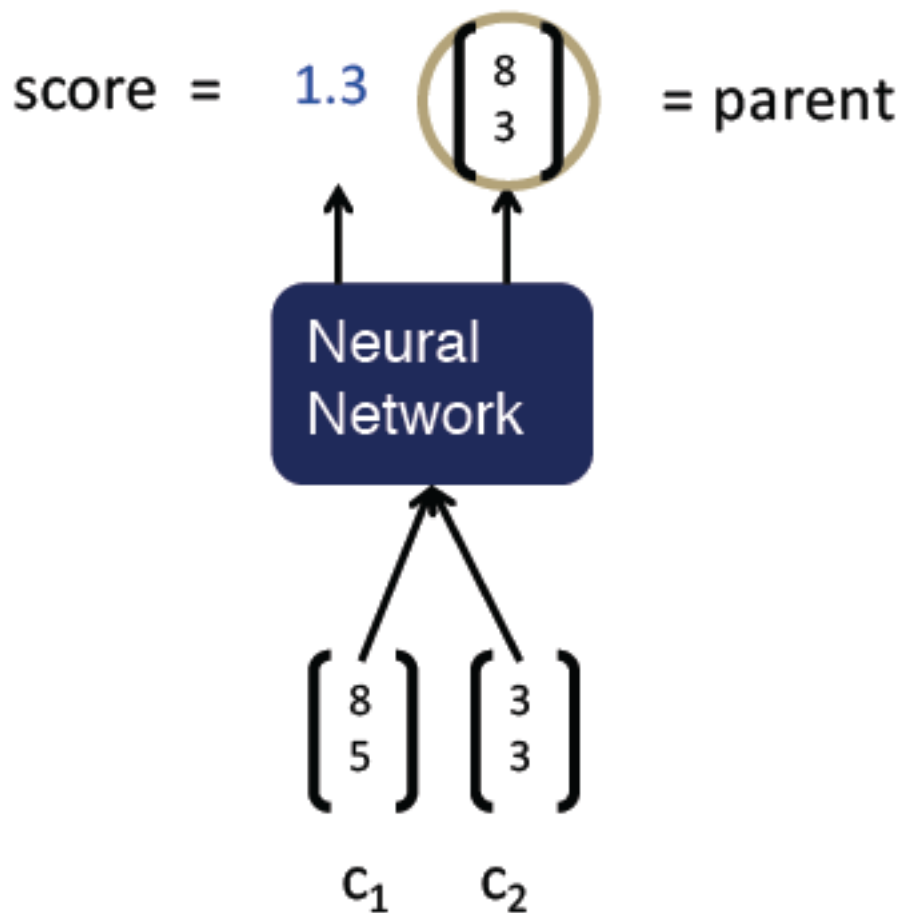 score = 1.3 [8 3] = parent
Neural
Network
8 3
5 3
c₁ c₂